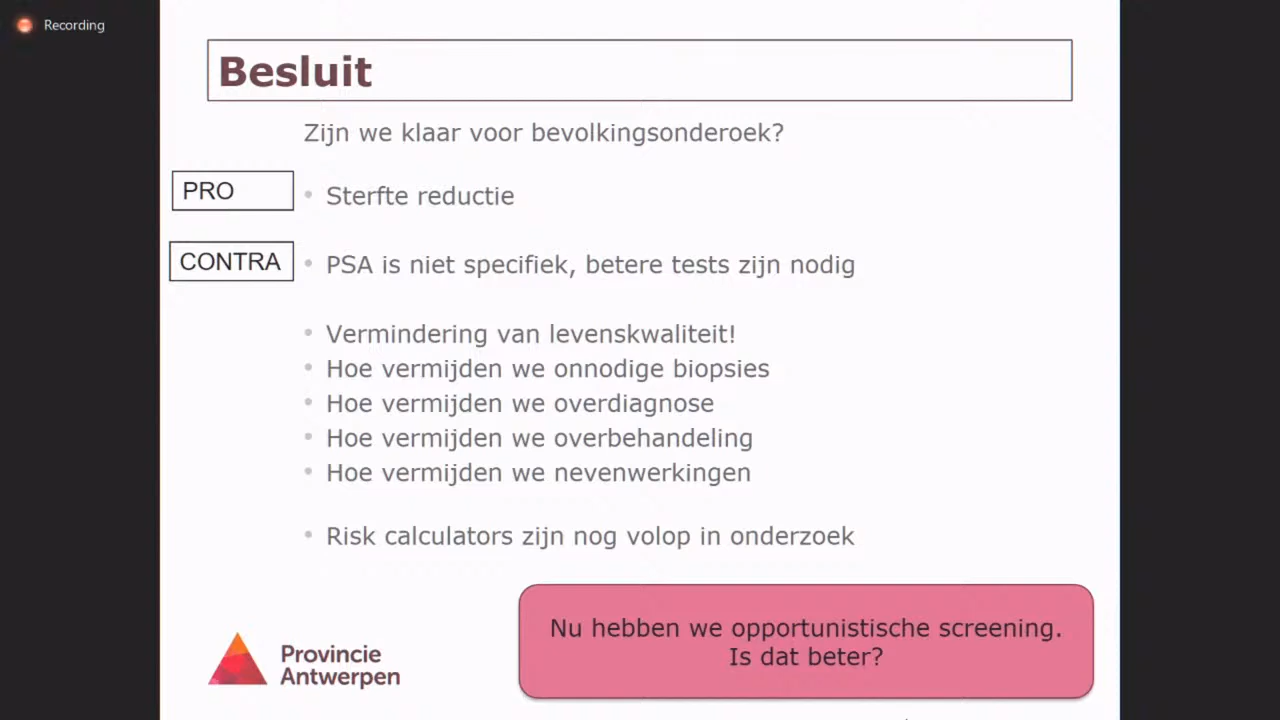 Recording
Besluit
Zijn we klaar voor bevolkingsonderoek?
PRO
• Sterfte reductie
CONTRA
• PSA is niet specifiek, betere tests zijn nodig
• Vermindering van levenskwaliteit!
• Hoe vermijden we onnodige biopsies
• Hoe vermijden we overdiagnose
• Hoe vermijden we overbehandeling
• Hoe vermijden we nevenwerkingen
• Risk calculators zijn nog volop in onderzoek
Nu hebben we opportunistische screening.
Is dat beter?
Provincie
Antwerpen